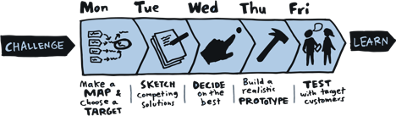 Mon Tue Wed Thu Fri
CHALLENGE
LEARN
Make a
MAP &
choose a
TARGET
SKETCH
competing
solutions
DECIDE
on the
best
Build a
realistic
PROTOTYPE
TEST
with target
customers